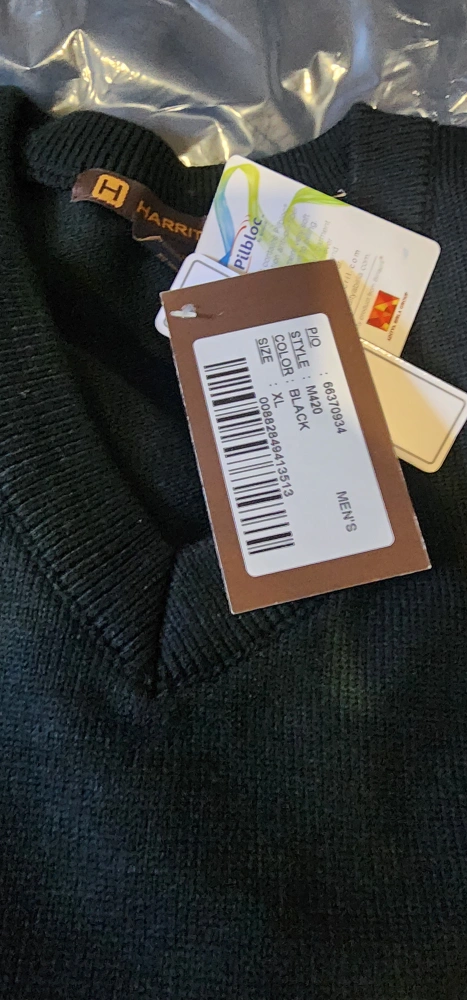 H HARRIT
Pilbloc
P/O : 66370934
STYLE : M420
COLOR : BLACK
SIZE : XL
MEN'S
00882849413513